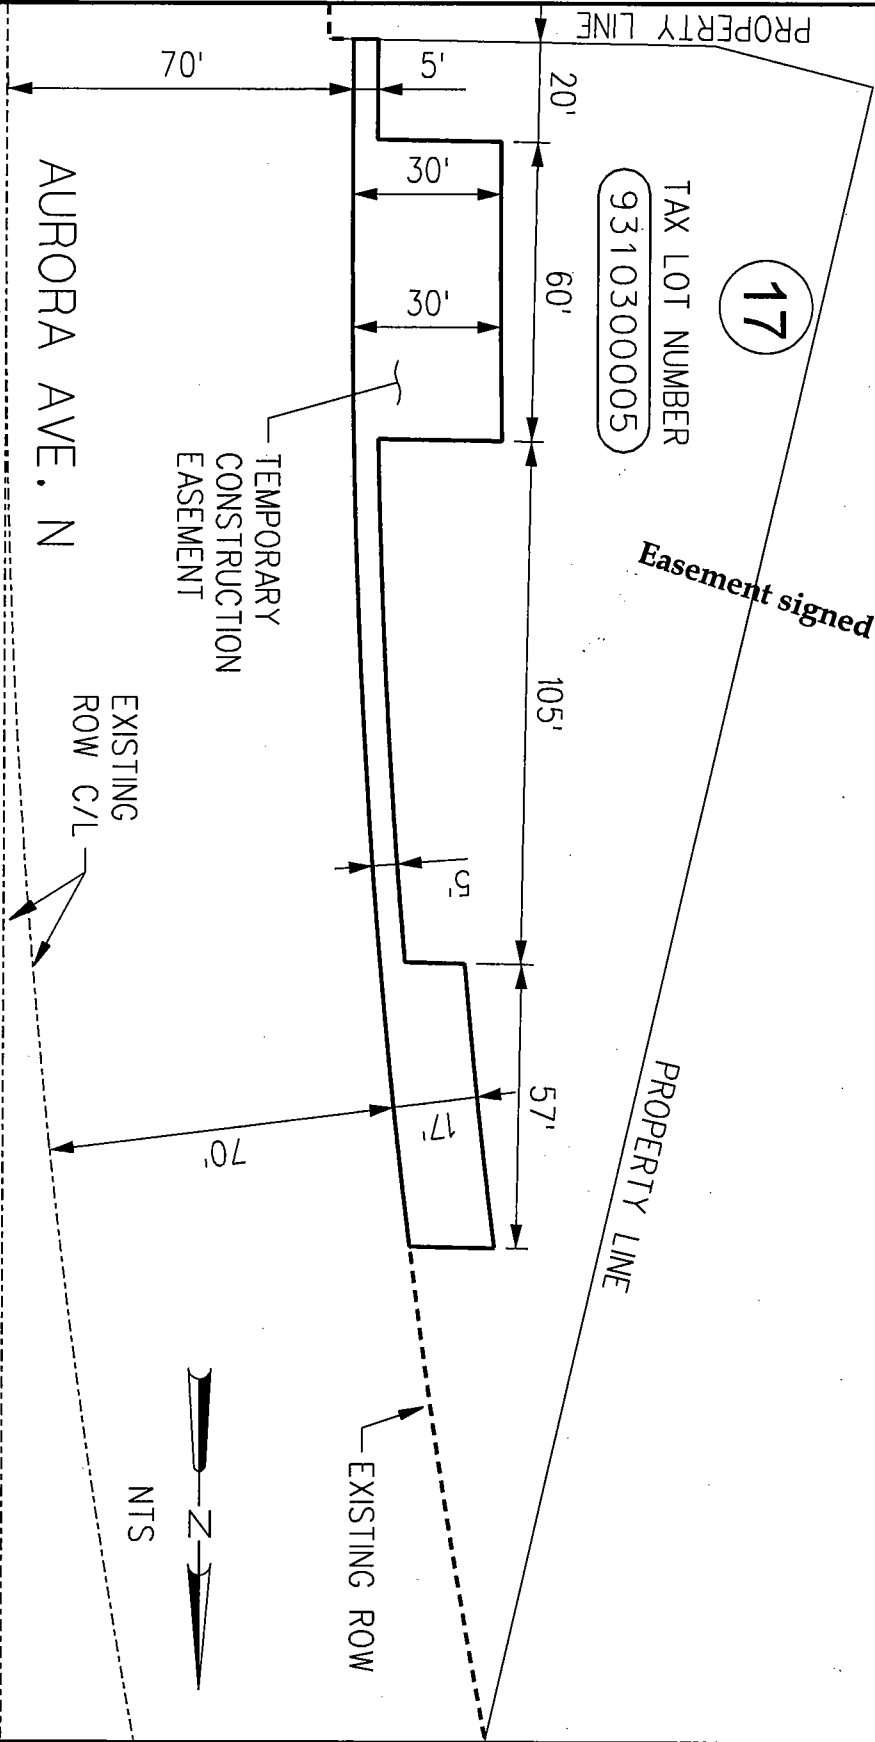 PROPERTY LINE
70'
5'
20'
30'
30'
60'
TAX LOT NUMBER
9310300005
17
AURORA AVE. N
TEMPORARY
CONSTRUCTION
EASEMENT
Easement signed
105'
EXISTING
ROW C/L
5'
57'
17'
70'
PROPERTY LINE
EXISTING ROW
N
NTS